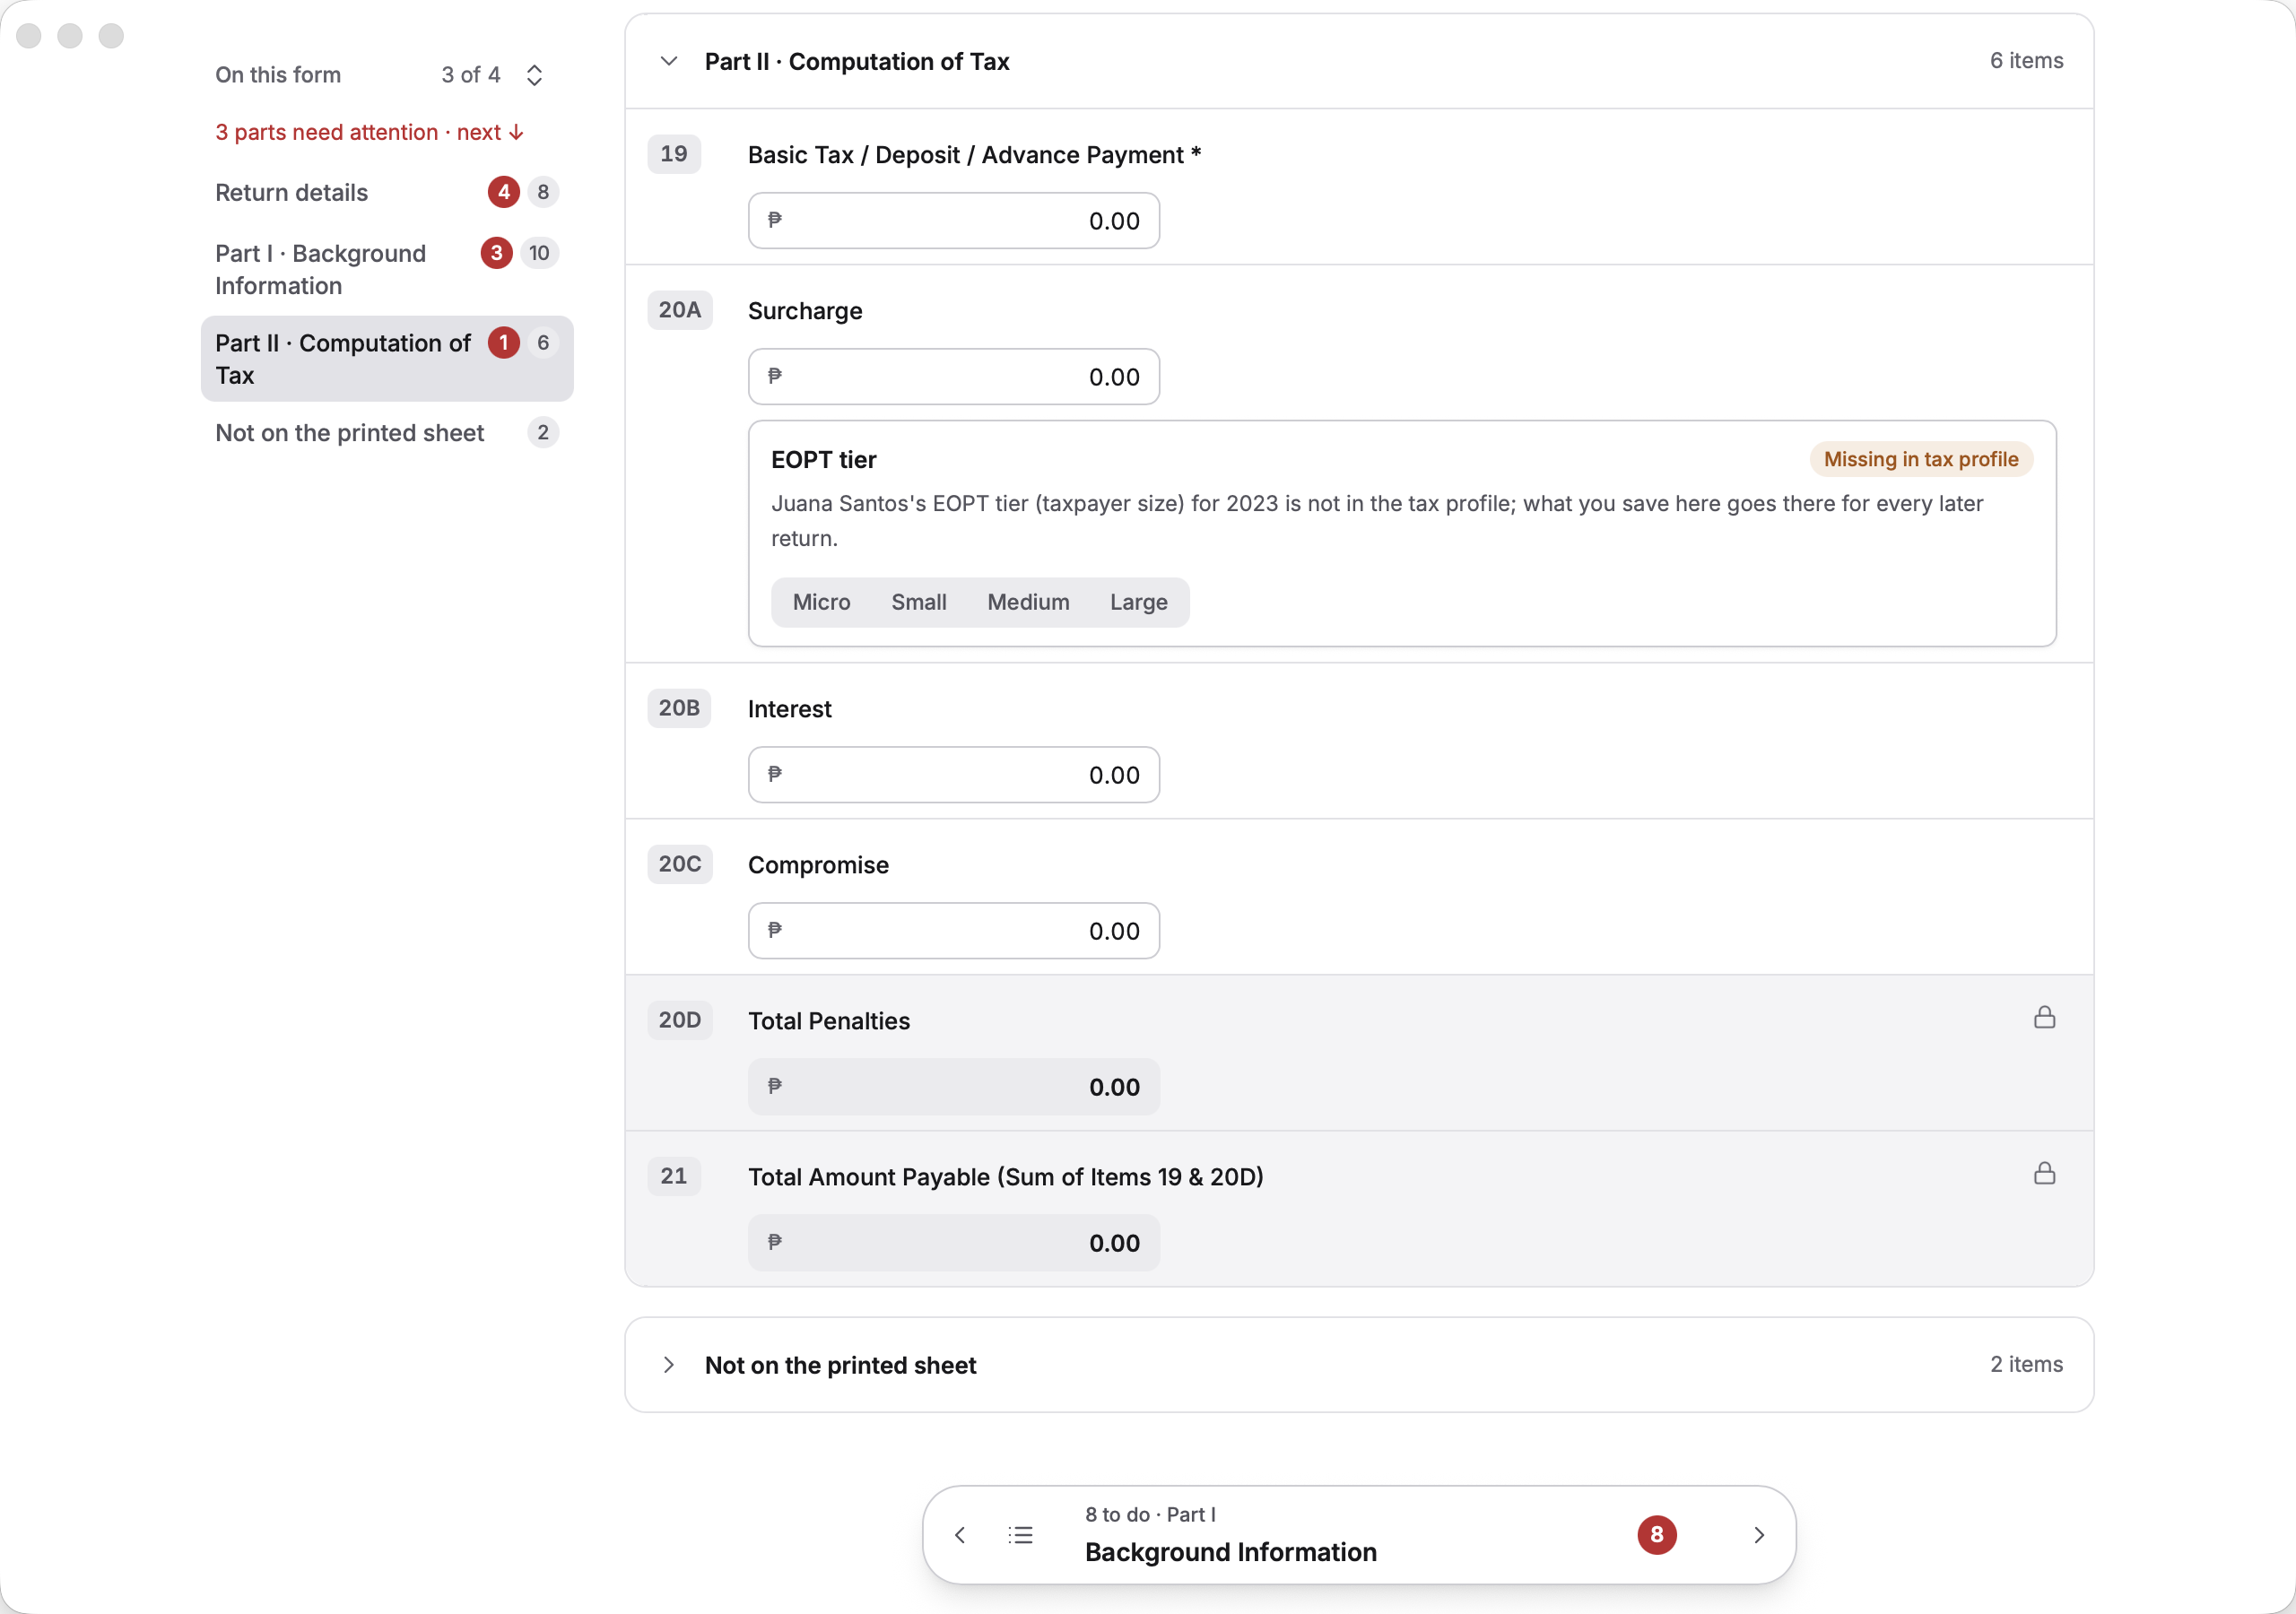 On this form 3 of 4
3 parts need attention · next ↓
Return details 4 8
Part I · Background 3 10
Information
Part II · Computation of 1 6
Tax
Not on the printed sheet 2
Part II · Computation of Tax 6 items
19 Basic Tax / Deposit / Advance Payment *
₱ 0.00
20A Surcharge
₱ 0.00
EOPT tier Missing in tax profile
Juana Santos's EOPT tier (taxpayer size) for 2023 is not in the tax profile; what you save here goes there for every later
return.
Micro Small Medium Large
20B Interest
₱ 0.00
20C Compromise
₱ 0.00
20D Total Penalties
₱ 0.00
21 Total Amount Payable (Sum of Items 19 & 20D)
₱ 0.00
Not on the printed sheet 2 items
8 to do · Part I
Background Information 8